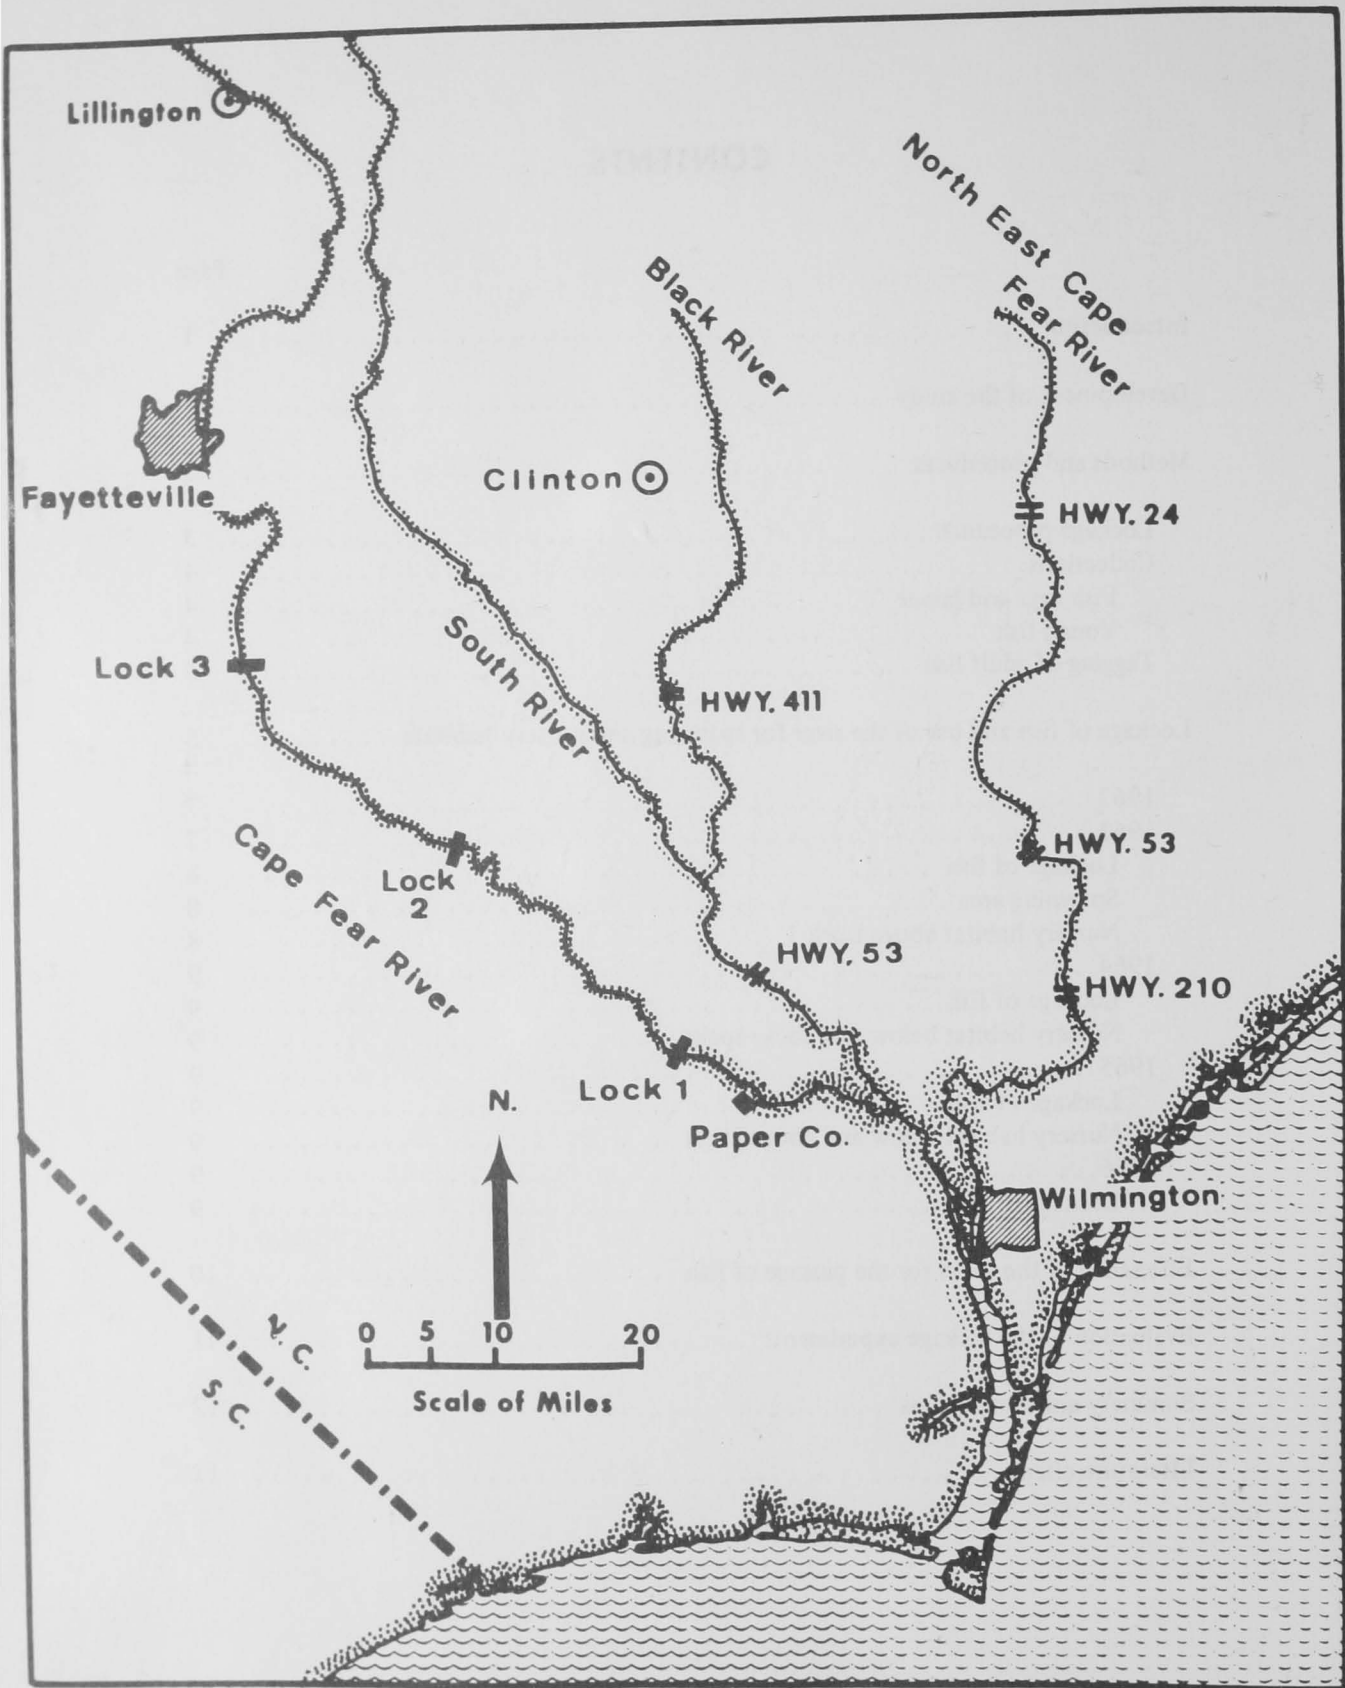 Lillington
North East Cape
Fear River
Black River
Clinton
Fayetteville
HWY. 24
South River
Lock 3
HWY. 411
HWY. 53
Cape Fear River
Lock
2
HWY. 53
HWY. 210
Lock 1
N.
Paper Co.
Wilmington
N. C.
S. C.
0 5 10 20
Scale of Miles